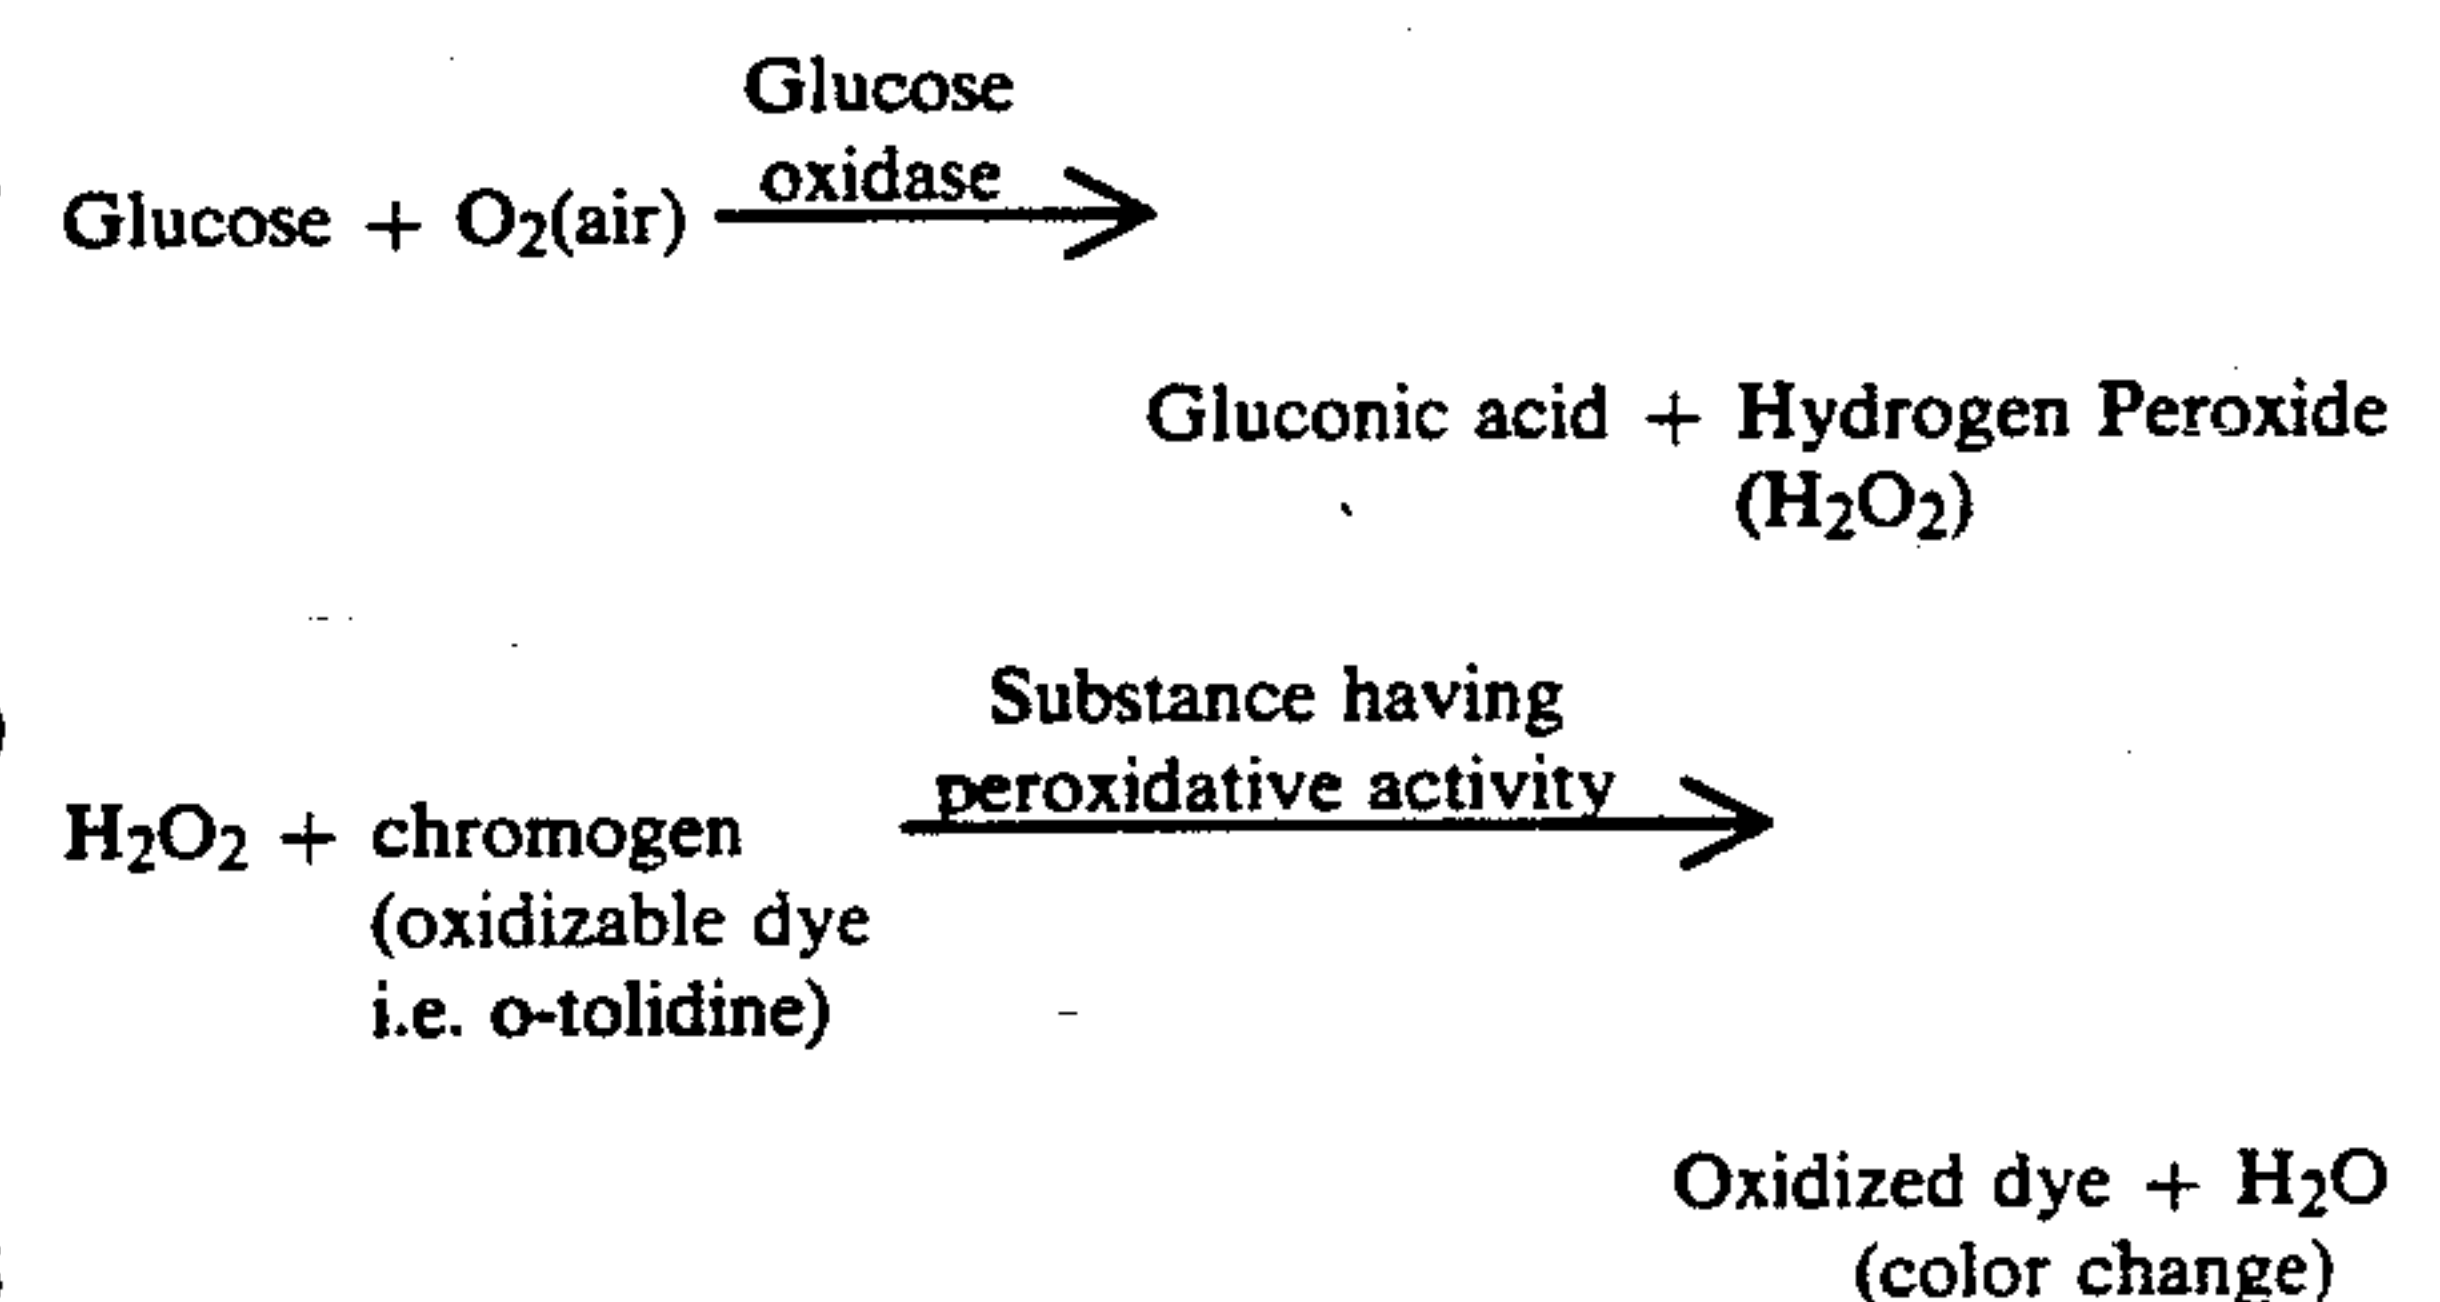 Glucose
oxidase
Glucose + O₂(air)
Gluconic acid + Hydrogen Peroxide
(H₂O₂)
Substance having
peroxidative activity
H₂O₂ + chromogen
(oxidizable dye
i.e. o-tolidine)
Oxidized dye + H₂O
(color change)